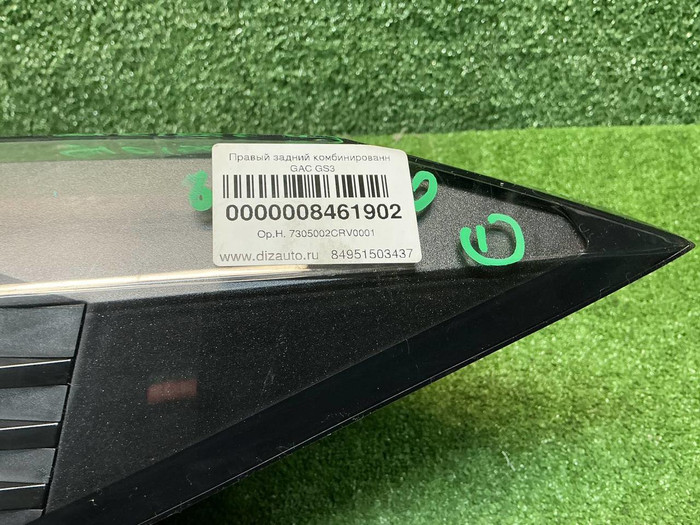 Правый задний комбинированн
GAC GS3
0000008461902
Ор.Н. 7305002CRV0001
www.dizauto.ru 84951503437